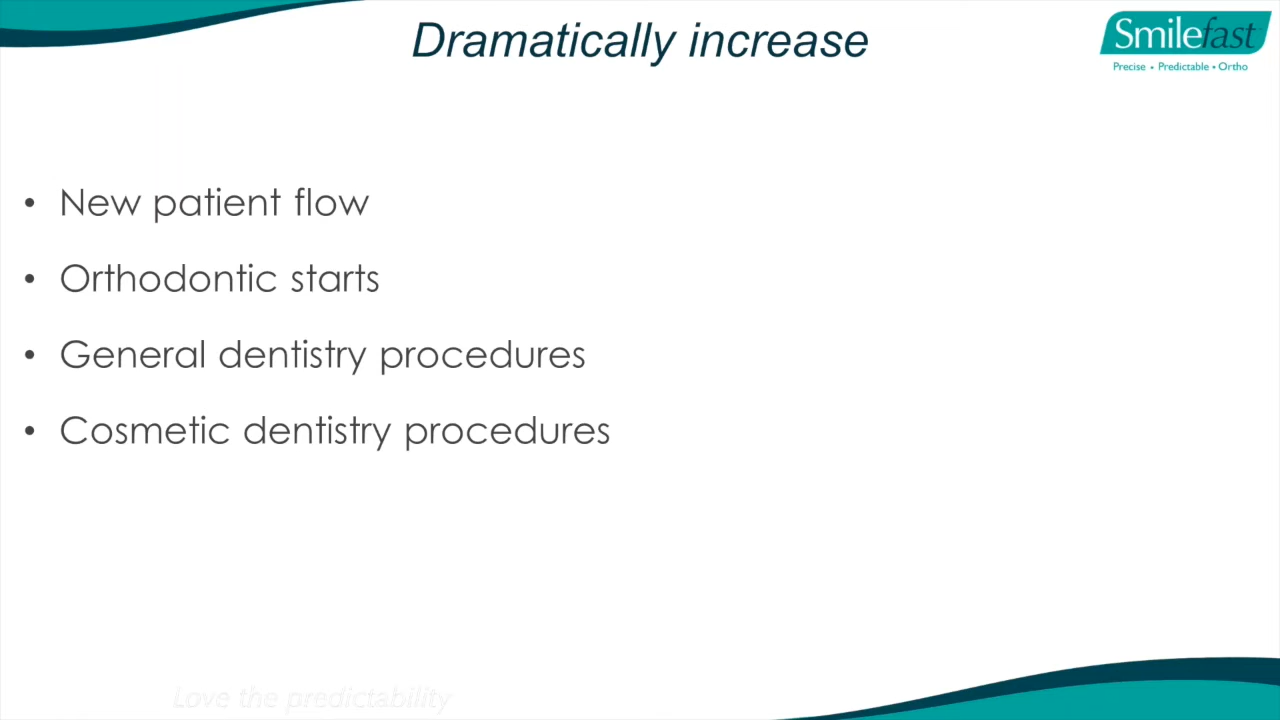 Dramatically increase
Smilefast
Precise • Predictable • Ortho
• New patient flow
• Orthodontic starts
• General dentistry procedures
• Cosmetic dentistry procedures
Love the predictability